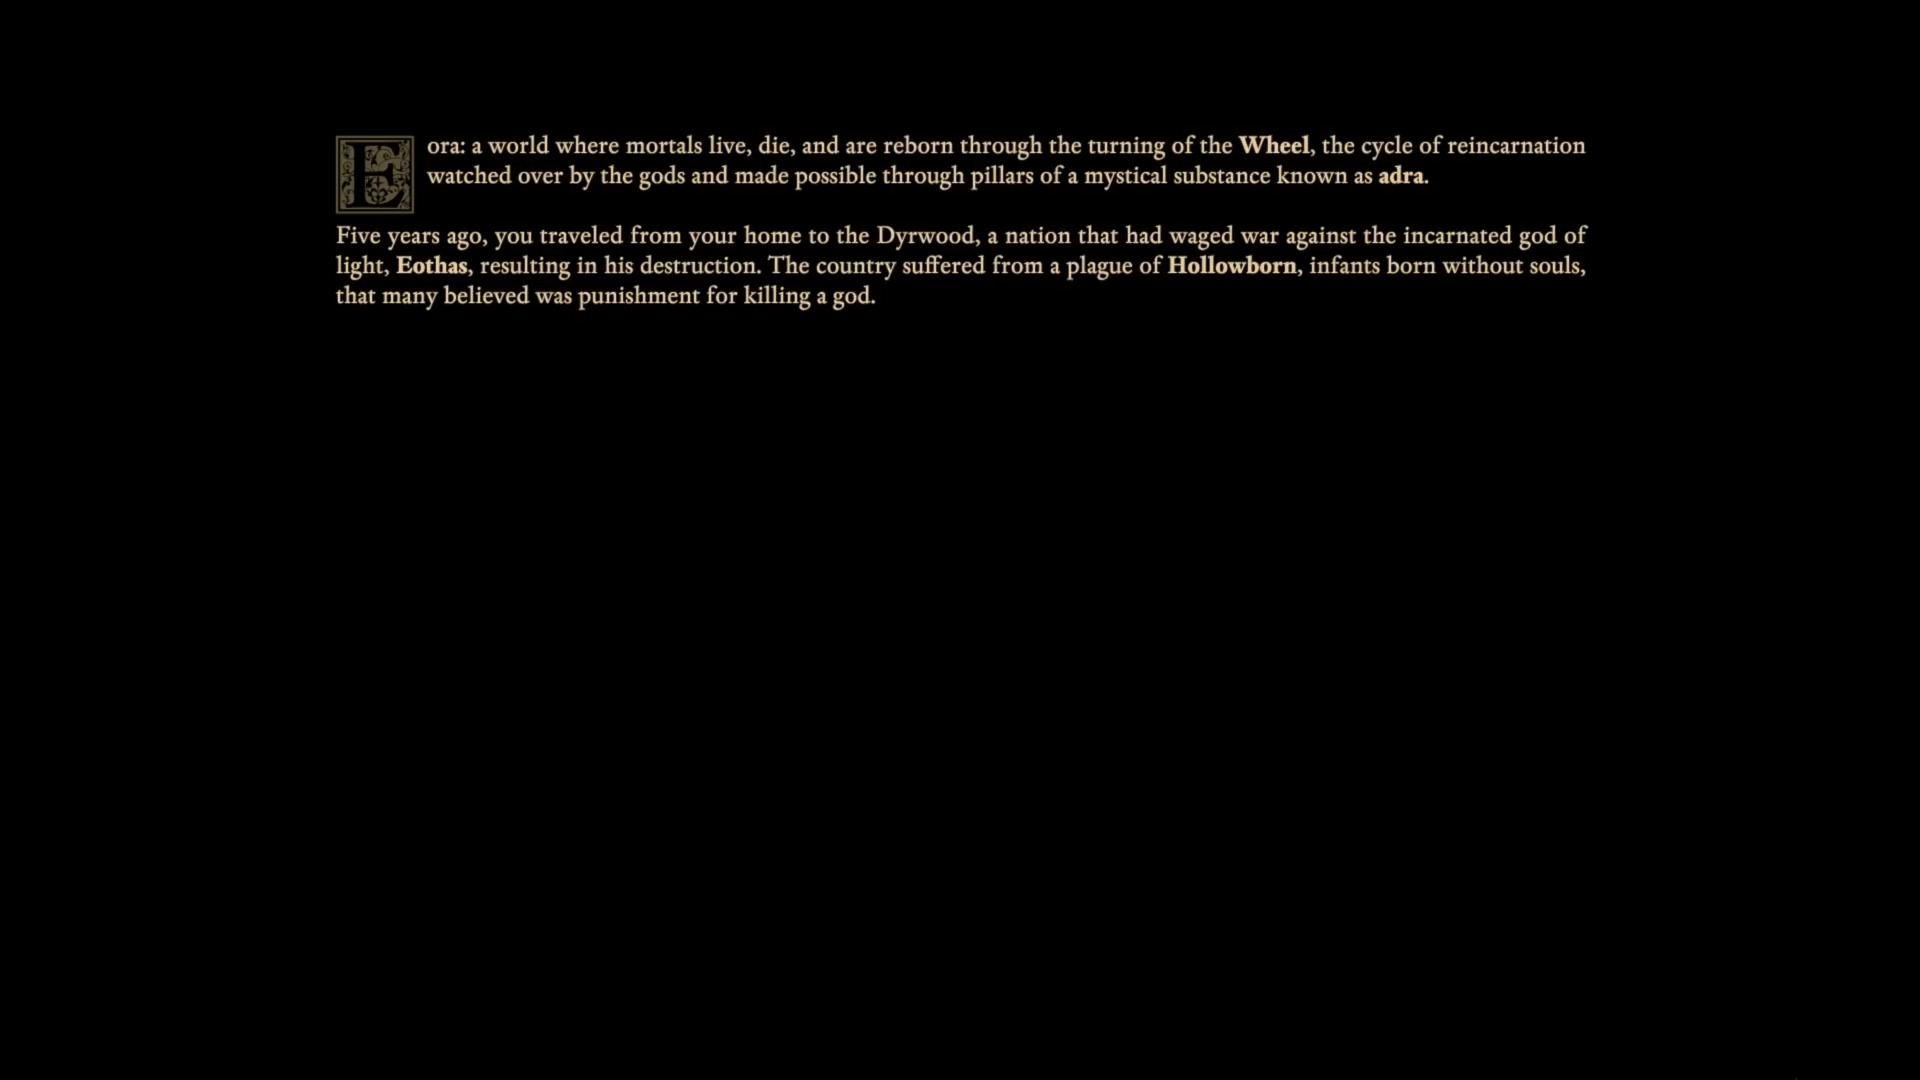 Eora: a world where mortals live, die, and are reborn through the turning of the Wheel, the cycle of reincarnation
watched over by the gods and made possible through pillars of a mystical substance known as adra.
Five years ago, you traveled from your home to the Dyrwood, a nation that had waged war against the incarnated god of
light, Eothas, resulting in his destruction. The country suffered from a plague of Hollowborn, infants born without souls,
that many believed was punishment for killing a god.